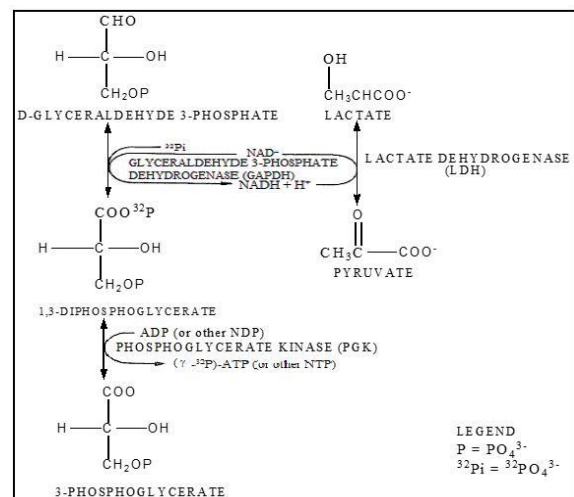 CHO
H C OH
CH₂OP
D-GLYCERALDEHYDE 3-PHOSPHATE
OH
CH₃CHCOO⁻
LACTATE
³²Pi
NAD⁺
GLYCERALDEHYDE 3-PHOSPHATE
DEHYDROGENASE (GAPDH)
NADH + H⁺
LACTATE DEHYDROGENASE
(LDH)
COO³²P
H C OH
CH₂OP
1,3-DIPHOSPHOGLYCERATE
O
CH₃C COO⁻
PYRUVATE
ADP (or other NDP)
PHOSPHOGLYCERATE KINASE (PGK)
(γ-³²P)-ATP (or other NTP)
COO
H C OH
CH₂OP
3-PHOSPHOGLYCERATE
LEGEND
P = PO₄³⁻
³²Pi = ³²PO₄³⁻